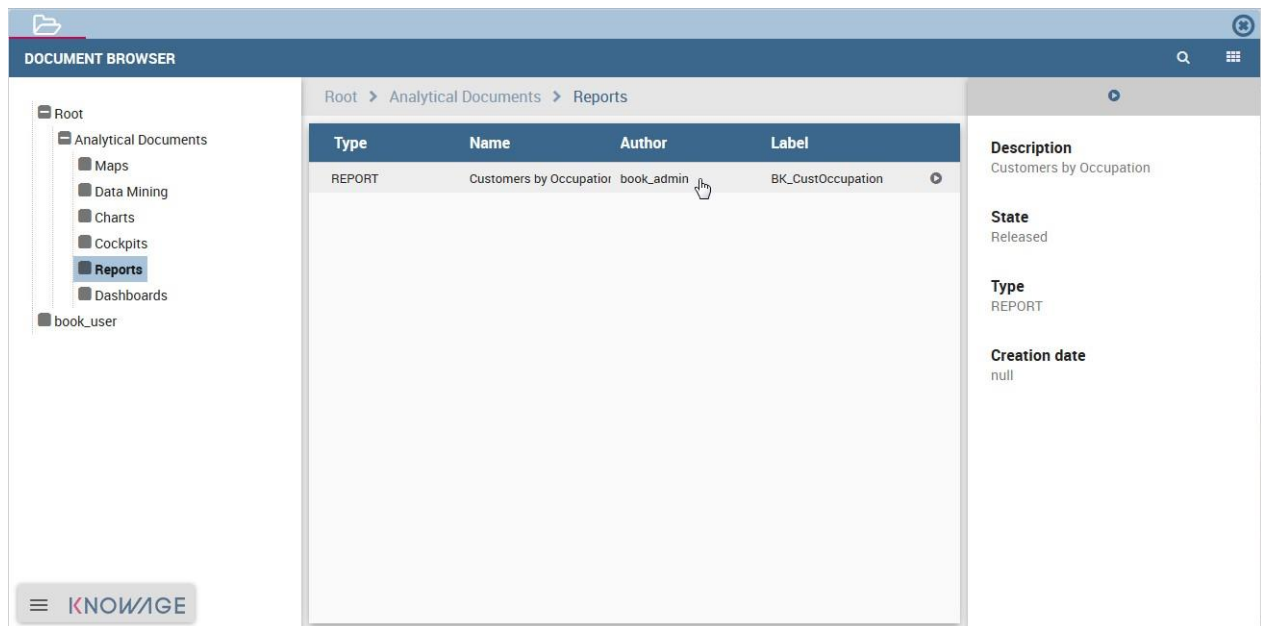 DOCUMENT BROWSER
Root
Analytical Documents
Maps
Data Mining
Charts
Cockpits
Reports
Dashboards
book_user
Root > Analytical Documents > Reports
Type Name Author Label
REPORT Customers by Occupation book_admin BK_CustOccupation
Description
Customers by Occupation
State
Released
Type
REPORT
Creation date
null
KNOWAGE